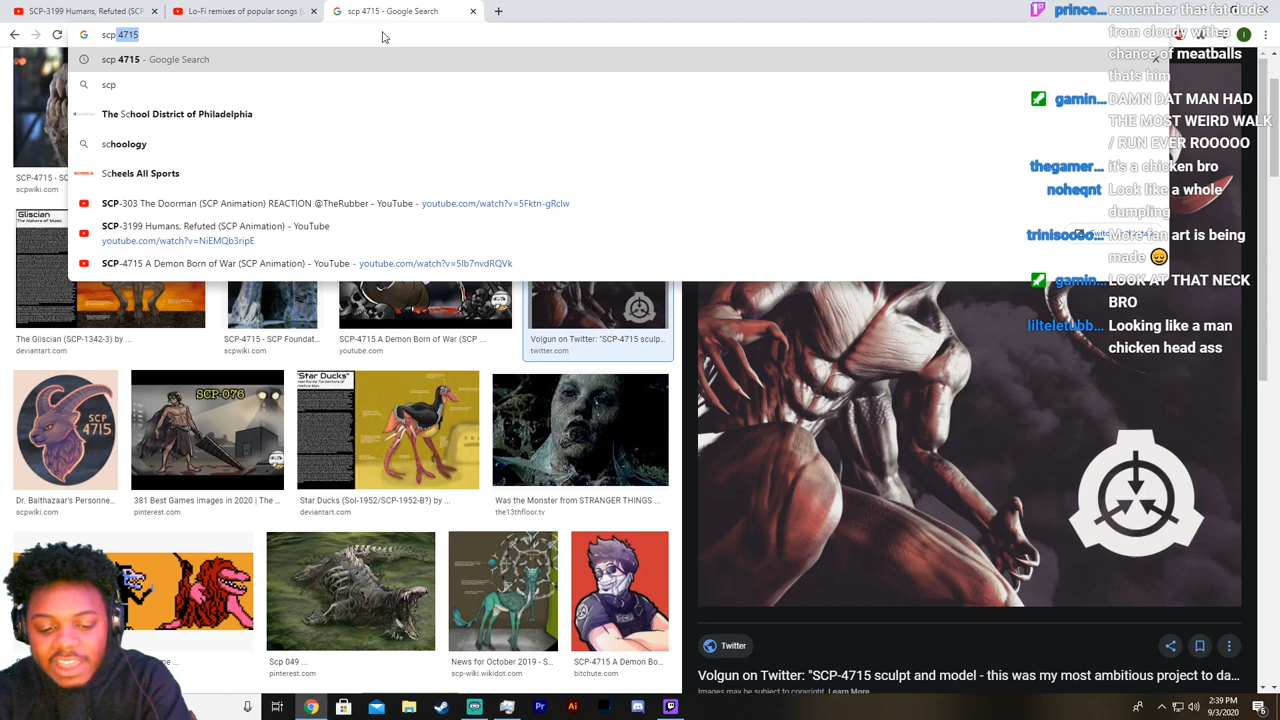 SCP-3199 Humans, Refuted (SCP
Lo-Fi remixes of popular songs
scp 4715 - Google Search
scp 4715
scp 4715 - Google Search
scp
The School District of Philadelphia
schoology
Scheels All Sports
SCP-303 The Doorman (SCP Animation) REACTION @TheRubber - YouTube - youtube.com/watch?v=5Fktn-gRclw
SCP-3199 Humans, Refuted (SCP Animation) - YouTube
youtube.com/watch?v=NiEMQb3ripE
SCP-4715 A Demon Born of War (SCP Animation) - YouTube - youtube.com/watch?v=5lb7nvdRQVk
prince...
remember that fat dude
from cloudy with a
chance of meatballs
thats him
gamin...
DAMN DAT MAN HAD
THE MOST WEIRD WALK
/ RUN EVER ROOOOO
thegamer...
it's a chicken bro
noheqnt
Look like a whole
dumpling
trinisoooo...
More fan art is being
made
gamin...
LOOK AT THAT NECK
BRO
lilteletubb...
Looking like a man
chicken head ass
SCP-4715 - SC
scpwiki.com
Gliscian
The Gliscian (SCP-1342-3) by ...
deviantart.com
SCP-4715 - SCP Foundat...
scpwiki.com
SCP-4715 A Demon Born of War (SCP ...
youtube.com
Volgun on Twitter: "SCP-4715 sculp...
twitter.com
SCP
4715
Dr. Balthazaar's Personne...
scpwiki.com
SCP-076
381 Best Games images in 2020 | The ...
pinterest.com
"Star Ducks"
Star Ducks (Sol-1952/SCP-1952-B?) by ...
deviantart.com
Was the Monster from STRANGER THINGS ...
the13thfloor.tv
Scp 049 ...
pinterest.com
News for October 2019 - S...
scp-wiki.wikidot.com
SCP-4715 A Demon Bo...
bitchute.com
Twitter
Volgun on Twitter: "SCP-4715 sculpt and model - this was my most ambitious project to da...
Images may be subject to copyright. Learn More
2:39 PM
9/3/2020